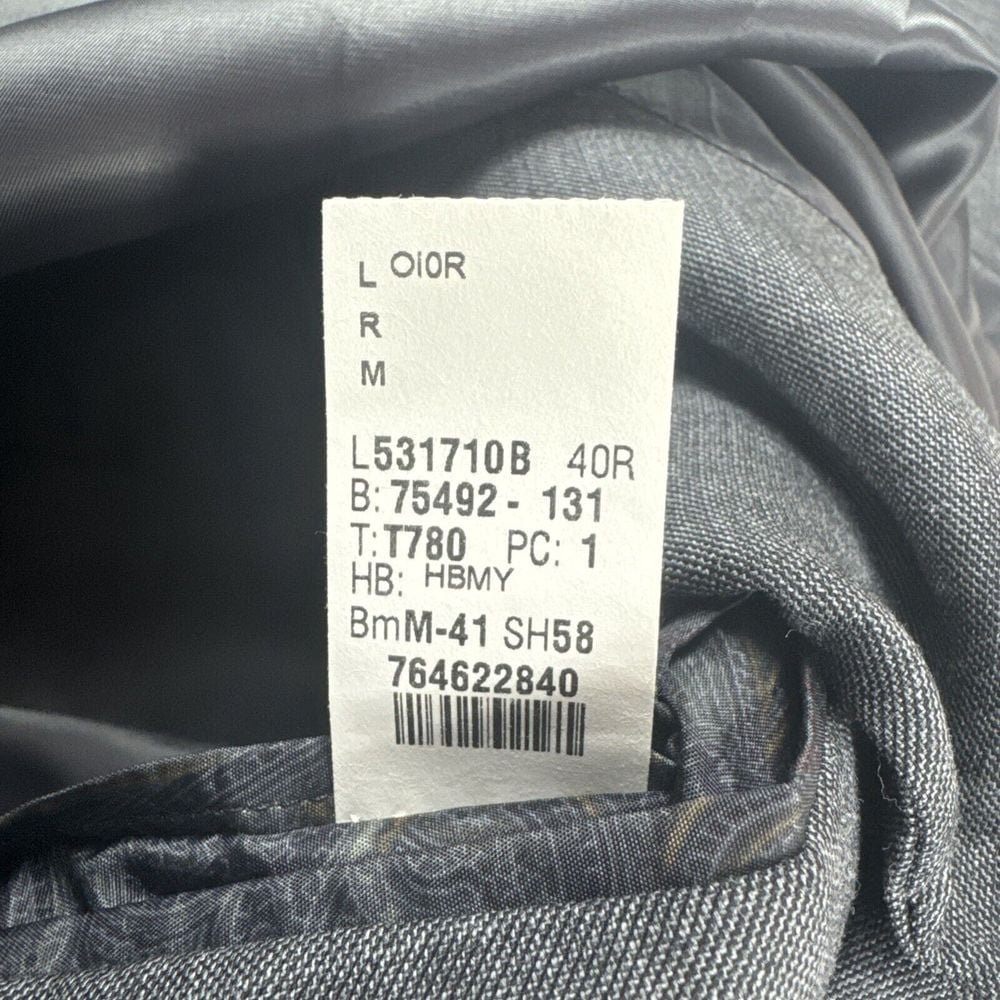 L OI0R
R
M
L531710B 40R
B: 75492 - 131
T: T780 PC: 1
HB: HBMY
BmM-41 SH58
764622840